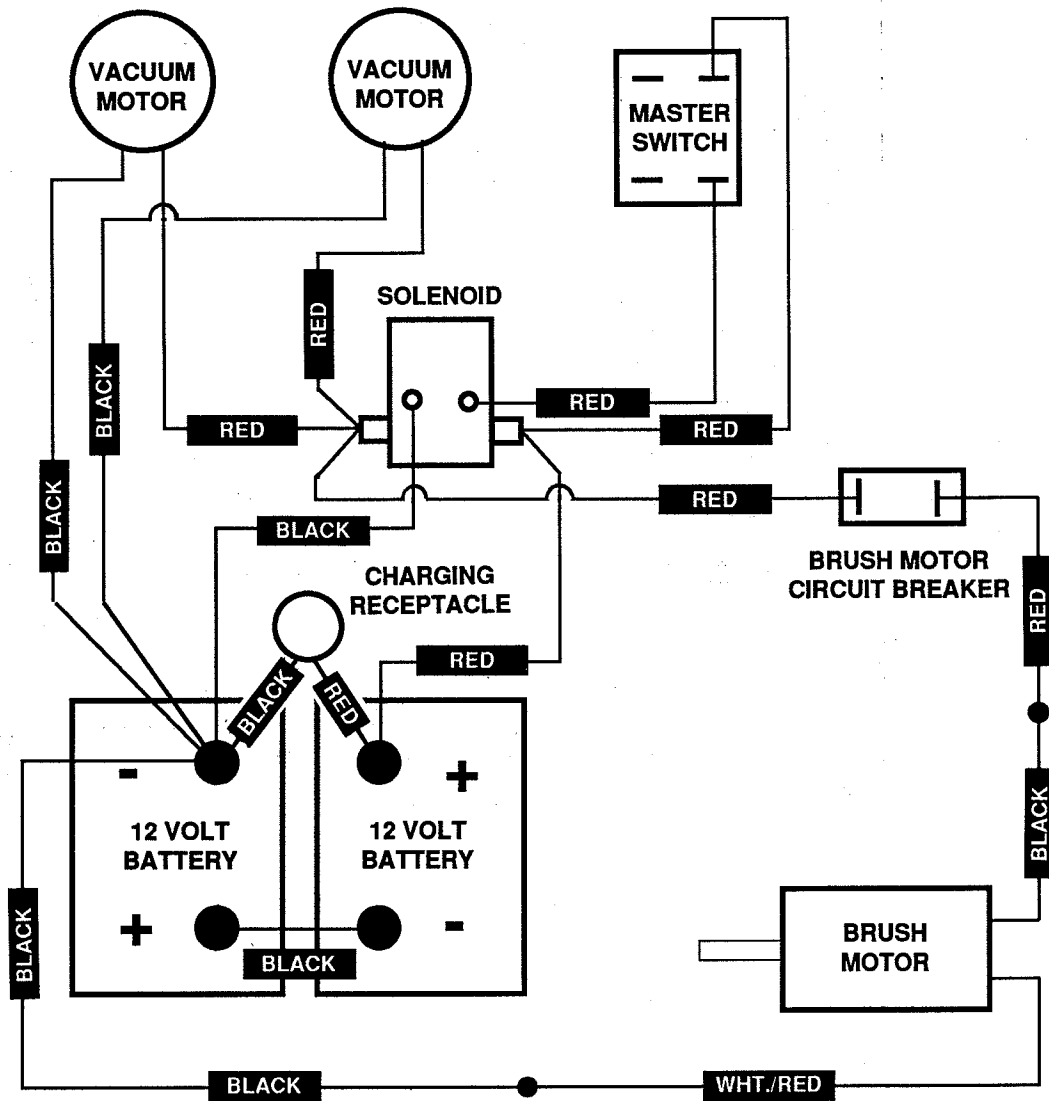 VACUUM
MOTOR
VACUUM
MOTOR
MASTER
SWITCH
SOLENOID
RED
BLACK
BLACK
RED
RED
RED
RED
BLACK
BRUSH MOTOR
CIRCUIT BREAKER
CHARGING
RECEPTACLE
RED
RED
BLACK
RED
BLACK
-
+
12 VOLT
BATTERY
12 VOLT
BATTERY
+
-
BLACK
BLACK
BRUSH
MOTOR
BLACK
WHT./RED